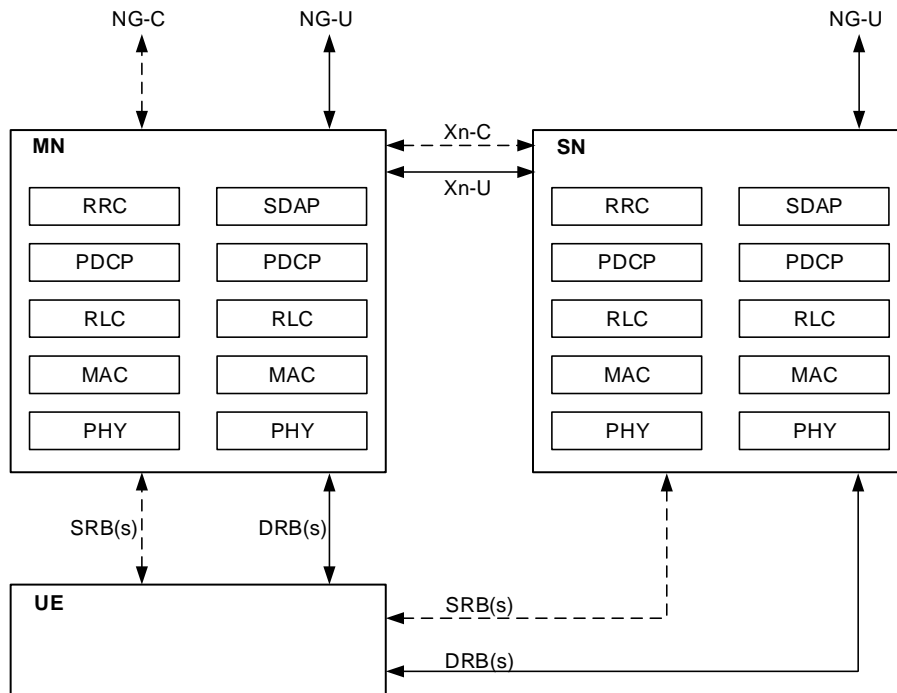 NG-C NG-U NG-U
MN Xn-C SN
Xn-U
RRC SDAP RRC SDAP
PDCP PDCP PDCP PDCP
RLC RLC RLC RLC
MAC MAC MAC MAC
PHY PHY PHY PHY
SRB(s) DRB(s)
UE SRB(s)
DRB(s)